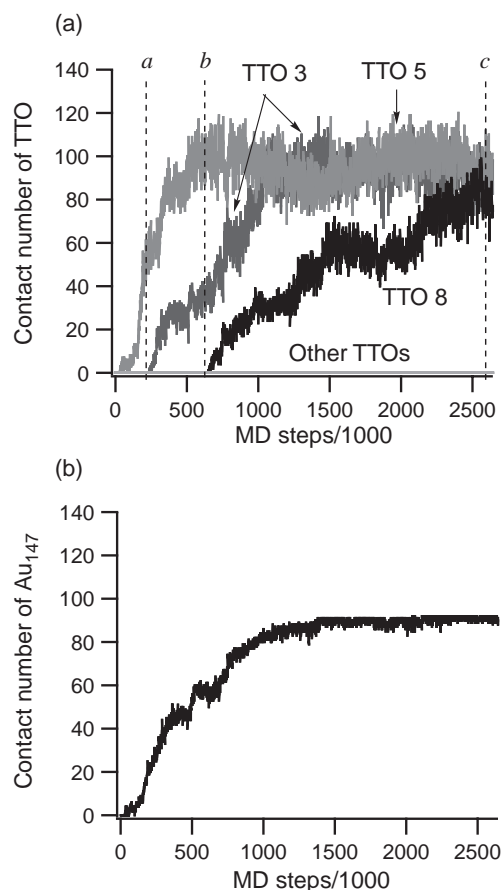 (a)
a b c
TTO 3 TTO 5
140
120
100
80
60
40
20
0
Contact number of TTO
TTO 8
Other TTOs
0 500 1000 1500 2000 2500
MD steps/1000
(b)
140
120
100
80
60
40
20
0
Contact number of Au147
0 500 1000 1500 2000 2500
MD steps/1000